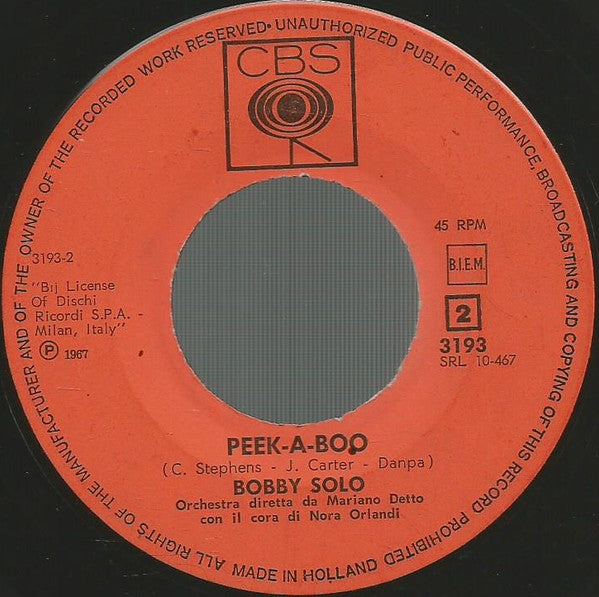 ALL RIGHTS OF THE MANUFACTURER AND OF THE OWNER OF THE RECORDED WORK RESERVED• UNAUTHORIZED PUBLIC PERFORMANCE, BROADCASTING AND COPYING OF THIS RECORD PROHIBITED
CBS
45 RPM
3193-2
B.I.E.M.
"Bij License
Of Dischi
Ricordi S.P.A. -
Milan, Italy"
Ⓟ 1967
2
3193
SRL 10-467
PEEK-A-BOO
(C. Stephens - J. Carter - Danpa)
BOBBY SOLO
Orchestra diretta da Mariano Detto
con il cora di Nora Orlandi
MADE IN HOLLAND